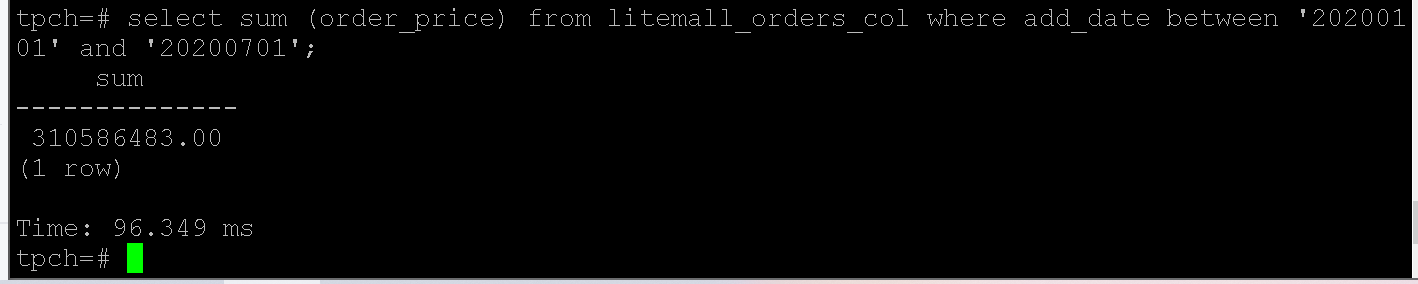 tpch=# select sum (order_price) from litemall_orders_col where add_date between '202001
01' and '20200701';
sum
--------------
310586483.00
(1 row)
Time: 96.349 ms
tpch=#